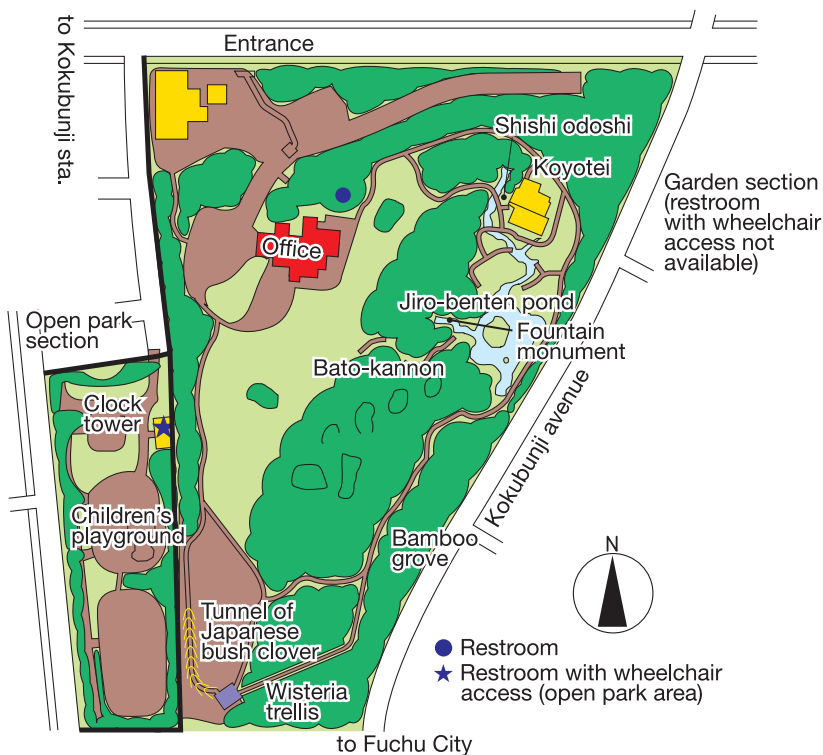 Entrance
to Kokubunji sta.
Shishi odoshi
Koyotei
Garden section
(restroom
with wheelchair
access not
available)
Office
Jiro-benten pond
Fountain
monument
Open park
section
Bato-kannon
Clock
tower
Kokubunji avenue
Children's
playground
Bamboo
grove
N
Tunnel of
Japanese
bush clover
Restroom
Restroom with wheelchair
access (open park area)
Wisteria
trellis
to Fuchu City